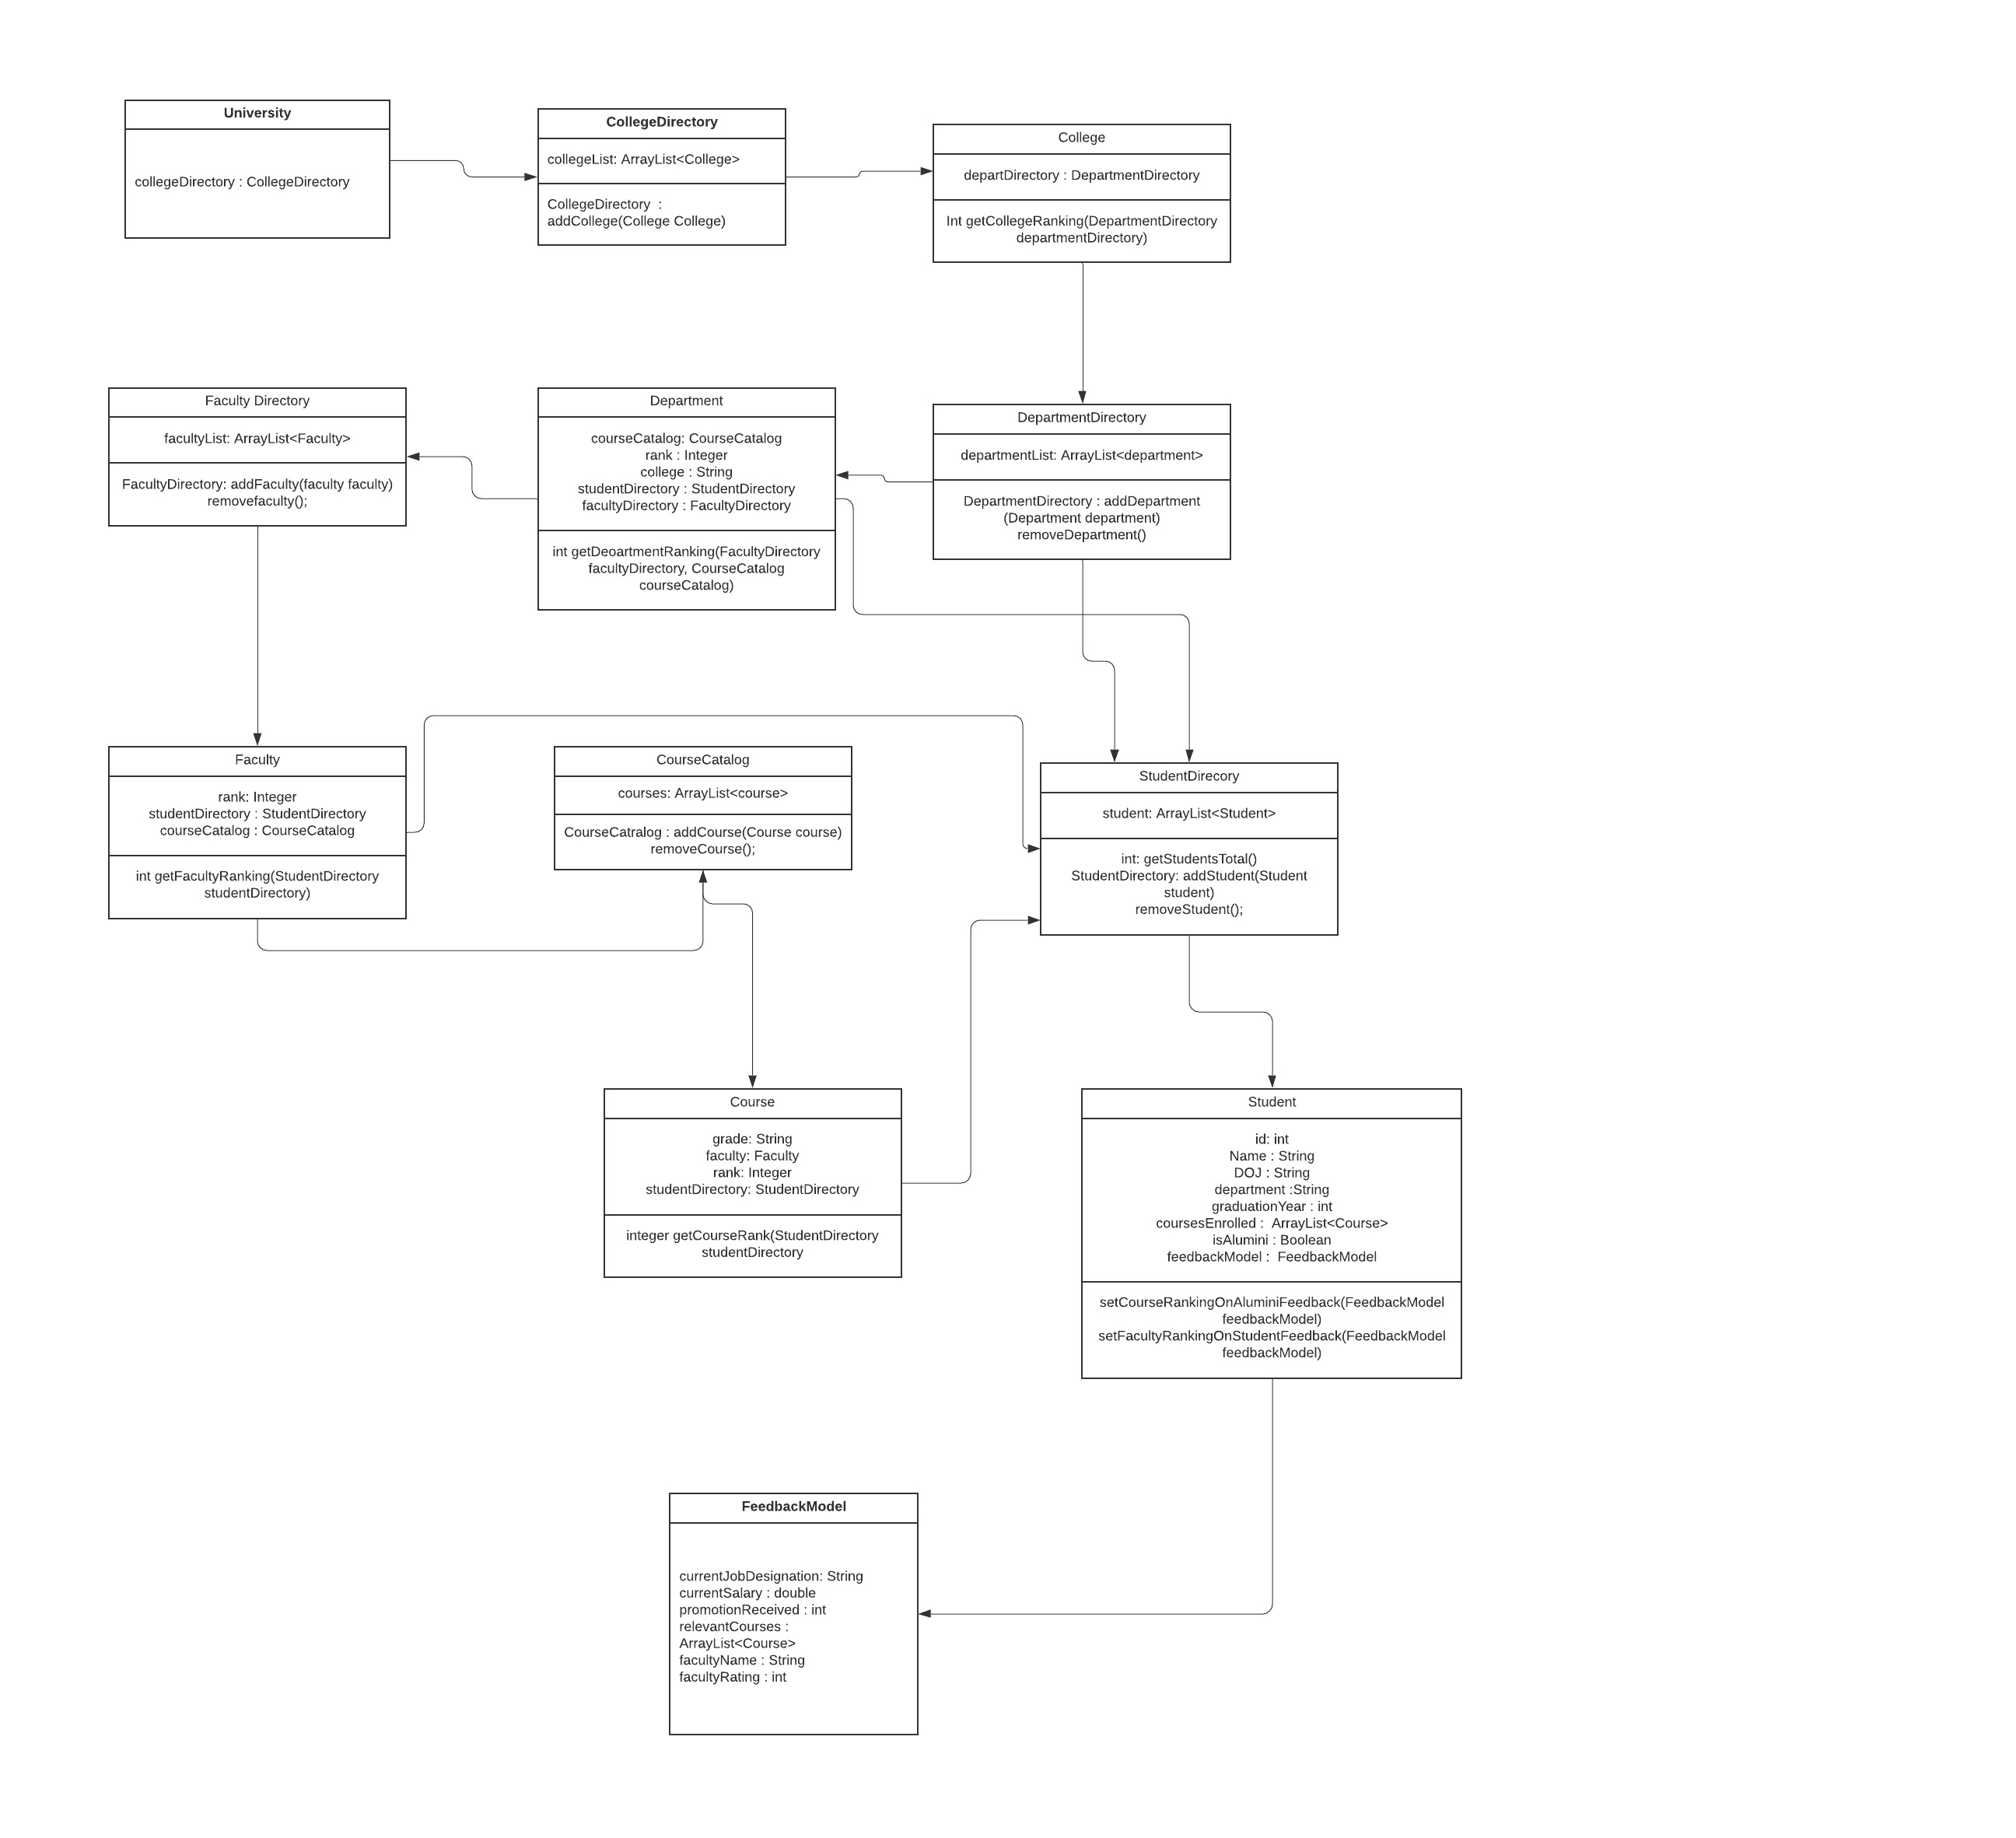 University
collegeDirectory : CollegeDirectory
CollegeDirectory
collegeList: ArrayList<College>
CollegeDirectory  :
addCollege(College College)
College
departDirectory : DepartmentDirectory
Int getCollegeRanking(DepartmentDirectory
departmentDirectory)
Faculty Directory
facultyList: ArrayList<Faculty>
FacultyDirectory: addFaculty(faculty faculty)
removefaculty();
Department
courseCatalog: CourseCatalog
rank : Integer
college : String
studentDirectory : StudentDirectory
facultyDirectory : FacultyDirectory
int getDeoartmentRanking(FacultyDirectory
facultyDirectory, CourseCatalog
courseCatalog)
DepartmentDirectory
departmentList: ArrayList<department>
DepartmentDirectory : addDepartment
(Department department)
removeDepartment()
Faculty
rank: Integer
studentDirectory : StudentDirectory
courseCatalog : CourseCatalog
int getFacultyRanking(StudentDirectory
studentDirectory)
CourseCatalog
courses: ArrayList<course>
CourseCatralog : addCourse(Course course)
removeCourse();
StudentDirecory
student: ArrayList<Student>
int: getStudentsTotal()
StudentDirectory: addStudent(Student
student)
removeStudent();
Course
grade: String
faculty: Faculty
rank: Integer
studentDirectory: StudentDirectory
integer getCourseRank(StudentDirectory
studentDirectory
Student
id: int
Name : String
DOJ : String
department :String
graduationYear : int
coursesEnrolled :  ArrayList<Course>
isAlumini : Boolean
feedbackModel :  FeedbackModel
setCourseRankingOnAluminiFeedback(FeedbackModel
feedbackModel)
setFacultyRankingOnStudentFeedback(FeedbackModel
feedbackModel)
FeedbackModel
currentJobDesignation: String
currentSalary : double
promotionReceived : int
relevantCourses :
ArrayList<Course>
facultyName : String
facultyRating : int